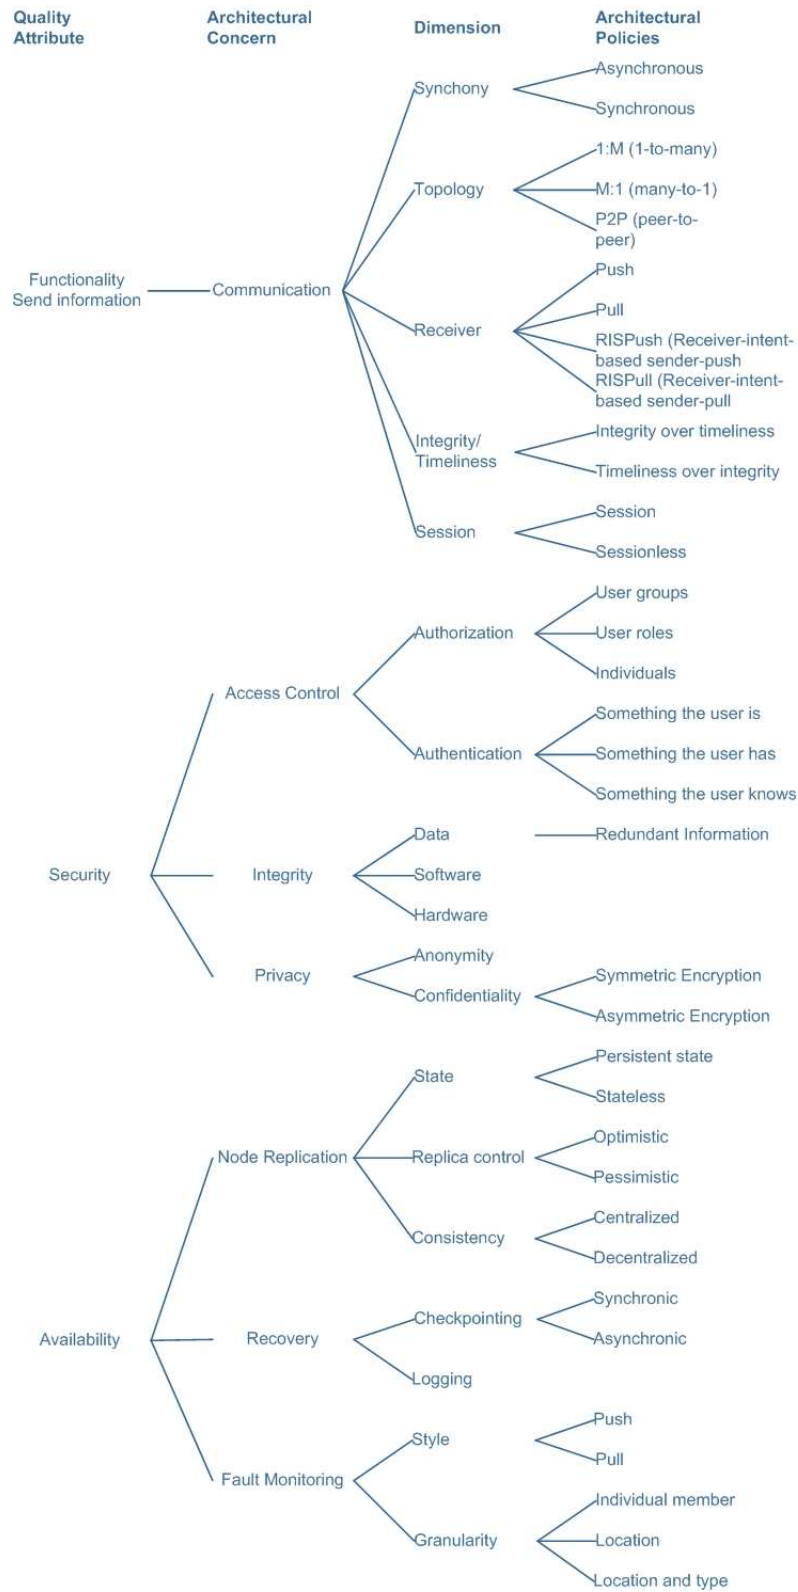 Quality
Attribute
Architectural
Concern
Dimension
Architectural
Policies
Functionality
Send information
Communication
Synchony
Asynchronous
Synchronous
Topology
1:M (1-to-many)
M:1 (many-to-1)
P2P (peer-to-
peer)
Receiver
Push
Pull
RISPush (Receiver-intent-
based sender-push
RISPull (Receiver-intent-
based sender-pull
Integrity/
Timeliness
Integrity over timeliness
Timeliness over integrity
Session
Session
Sessionless
Security
Access Control
Authorization
User groups
User roles
Individuals
Authentication
Something the user is
Something the user has
Something the user knows
Integrity
Data
Redundant Information
Software
Hardware
Privacy
Anonymity
Confidentiality
Symmetric Encryption
Asymmetric Encryption
Availability
Node Replication
State
Persistent state
Stateless
Replica control
Optimistic
Pessimistic
Consistency
Centralized
Decentralized
Recovery
Checkpointing
Synchronic
Asynchronic
Logging
Fault Monitoring
Style
Push
Pull
Granularity
Individual member
Location
Location and type